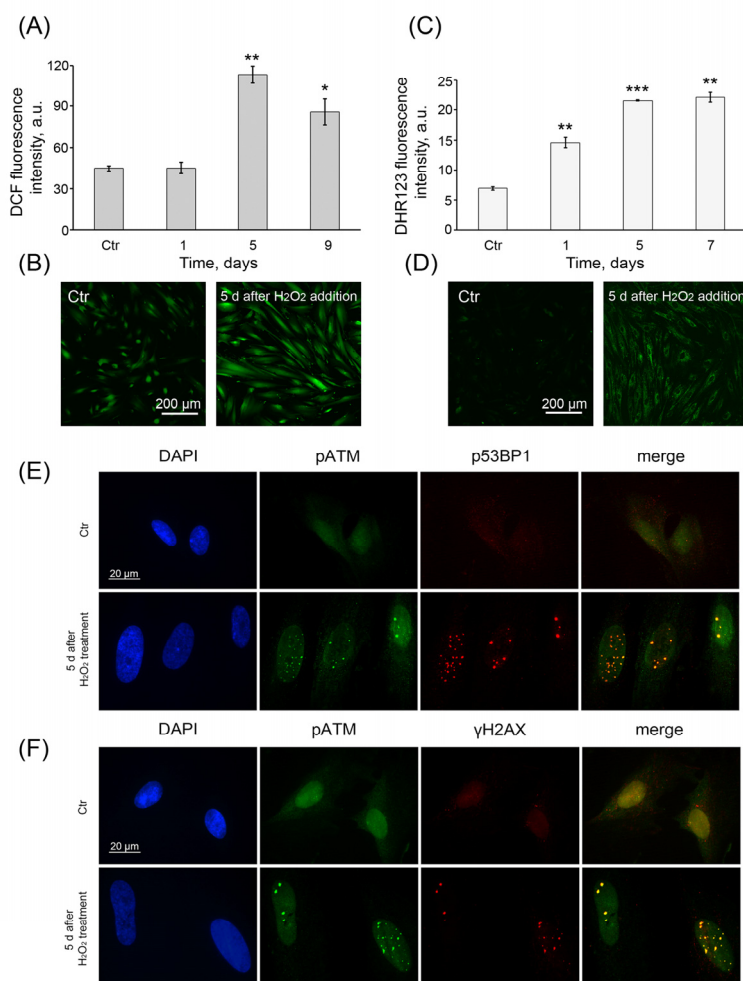 (A)
DCF fluorescence
intensity, a.u.
120
90
60
30
0
**
*
Ctr
1
5
9
Time, days
(C)
DHR123 fluorescence
intensity, a.u.
25
20
15
10
5
0
**
***
**
Ctr
1
5
7
Time, days
(B)
Ctr
200 µm
5 d after H₂O₂ addition
(D)
Ctr
200 µm
5 d after H₂O₂ addition
(E)
DAPI
pATM
p53BP1
merge
Ctr
20 µm
5 d after
H₂O₂ treatment
(F)
DAPI
pATM
γH2AX
merge
Ctr
20 µm
5 d after
H₂O₂ treatment